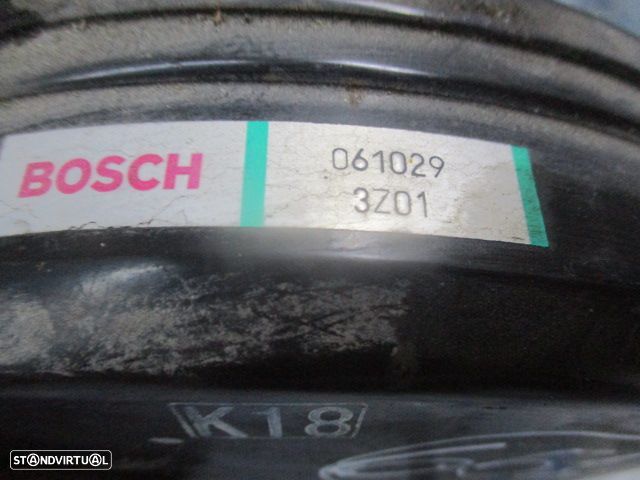 BOSCH
061029
3Z01
K18
STANDVIRTUAL